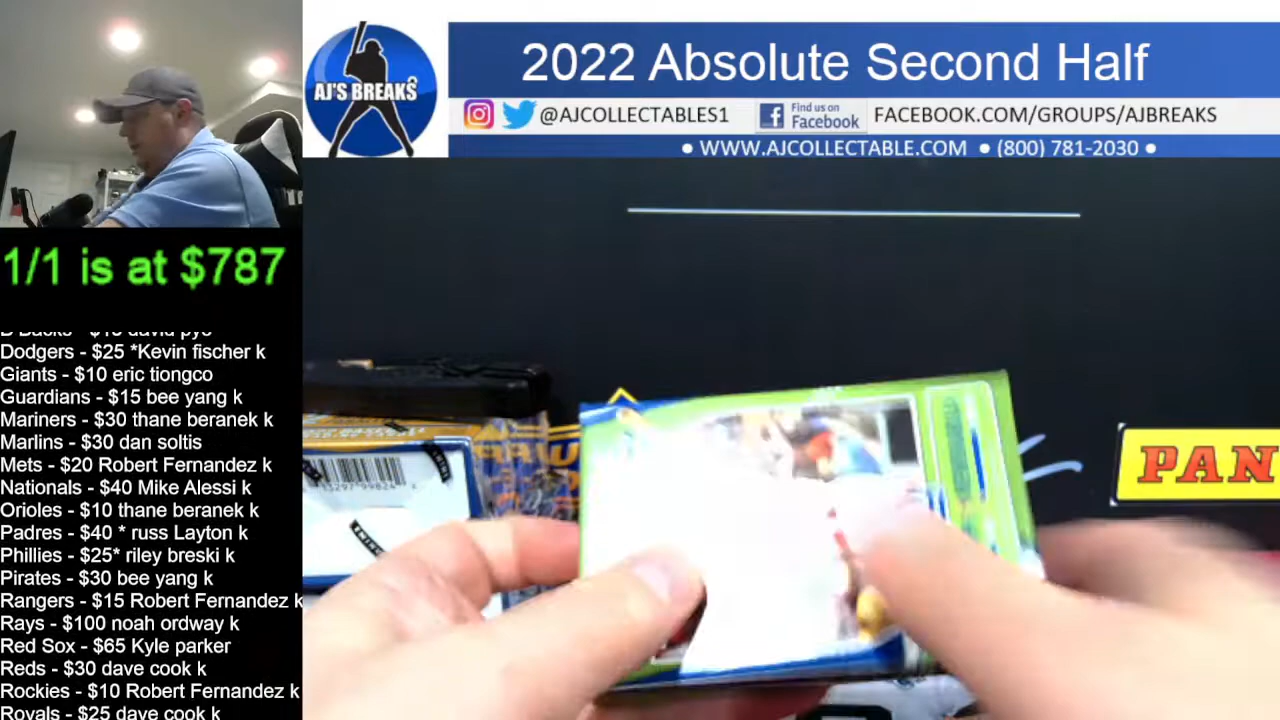 2022 Absolute Second Half
AJ'S BREAKS
@AJCOLLECTABLES1
Find us on
Facebook
FACEBOOK.COM/GROUPS/AJBREAKS
• WWW.AJCOLLECTABLE.COM • (800) 781-2030 •
1/1 is at $787
Dodgers - $25 *Kevin fischer k
Giants - $10 eric tiongco
Guardians - $15 bee yang k
Mariners - $30 thane beranek k
Marlins - $30 dan soltis
Mets - $20 Robert Fernandez k
Nationals - $40 Mike Alessi k
Orioles - $10 thane beranek k
Padres - $40 * russ Layton k
Phillies - $25* riley breski k
Pirates - $30 bee yang k
Rangers - $15 Robert Fernandez k
Rays - $100 noah ordway k
Red Sox - $65 Kyle parker
Reds - $30 dave cook k
Rockies - $10 Robert Fernandez k
Royals - $25 dave cook k
PAN